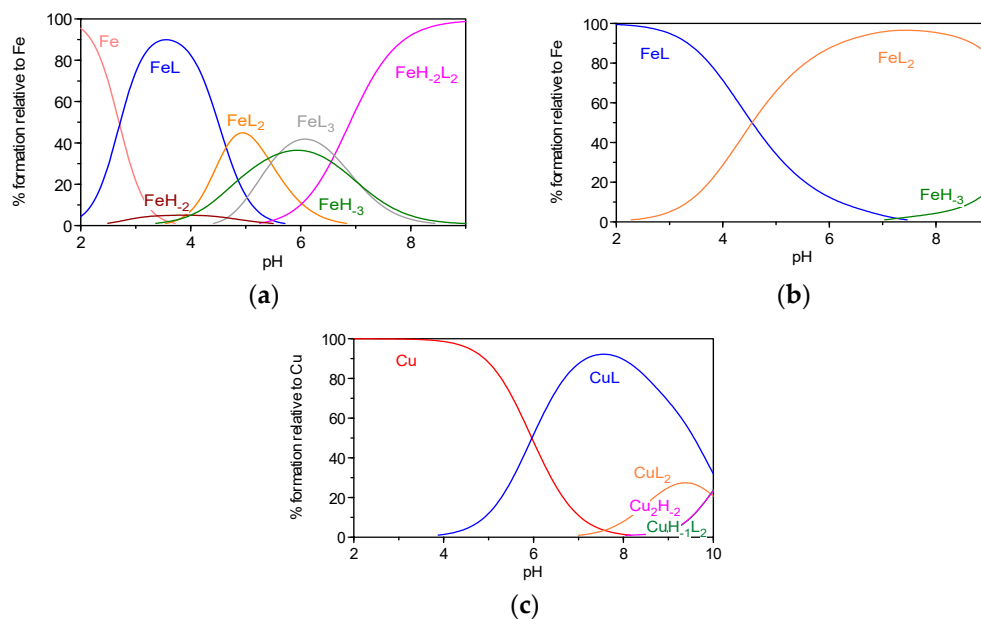 % formation relative to Fe
100
80
60
40
20
0
Fe
FeL
FeH-2L2
FeL2
FeL3
FeH-2
FeH-3
2
4
6
8
pH
(a)
% formation relative to Fe
100
80
60
40
20
0
FeL
FeL2
FeH-3
2
4
6
8
pH
(b)
% formation relative to Cu
100
80
60
40
20
0
Cu
CuL
CuL2
Cu2H-2
CuH-1L2
2
4
6
8
10
pH
(c)